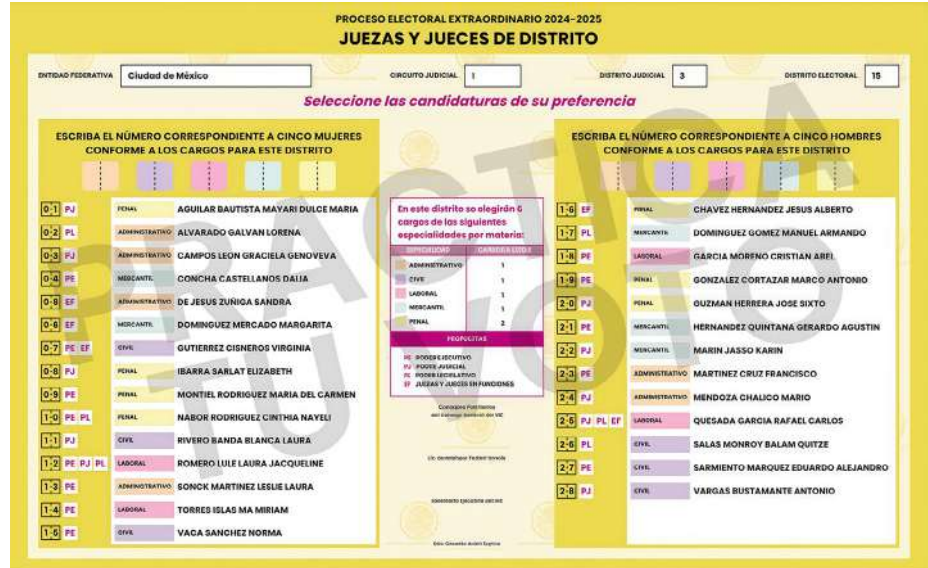 PROCESO ELECTORAL EXTRAORDINARIO 2024-2025
JUEZAS Y JUECES DE DISTRITO
ENTIDAD FEDERATIVA Ciudad de México CIRCUITO JUDICIAL 1 DISTRITO JUDICIAL 3 DISTRITO ELECTORAL 15
Seleccione las candidaturas de su preferencia
PRACTICA
TU VOTO
ESCRIBA EL NÚMERO CORRESPONDIENTE A CINCO MUJERES
CONFORME A LOS CARGOS PARA ESTE DISTRITO
0-1 PJ PENAL AGUILAR BAUTISTA MAYARI DULCE MARIA
0-2 PL ADMINISTRATIVO ALVARADO GALVAN LORENA
0-3 PJ ADMINISTRATIVO CAMPOS LEON GRACIELA GENOVEVA
0-4 PE MERCANTIL CONCHA CASTELLANOS DALIA
EF ADMINISTRATIVO DE JESUS ZUÑIGA SANDRA
0-6 EF MERCANTIL DOMINGUEZ MERCADO MARGARITA
0-7 PE EF CIVIL GUTIERREZ CISNEROS VIRGINIA
0-8 PJ PENAL IBARRA SARLAT ELIZABETH
0-9 PE PENAL MONTIEL RODRIGUEZ MARIA DEL CARMEN
1-0 PE PL PENAL NABOR RODRIGUEZ CINTHIA NAYELI
1-1 PJ CIVIL RIVERO BANDA BLANCA LAURA
1-2 PE PJ PL LABORAL ROMERO LULE LAURA JACQUELINE
1-3 PE ADMINISTRATIVO SONCK MARTINEZ LESLIE LAURA
1-4 PE LABORAL TORRES ISLAS MA MIRIAM
1-5 PE CIVIL VACA SANCHEZ NORMA
En este distrito se elegirán 6
cargos de las siguientes
especialidades por materia:
ESPECIALIDAD
ADMINISTRATIVO 1
CIVIL 1
LABORAL 1
MERCANTIL 1
PENAL 2
PROPUESTAS
PE PODER EJECUTIVO
PJ PODER JUDICIAL
PL PODER LEGISLATIVO
EF JUEZAS Y JUECES EN FUNCIONES
ESCRIBA EL NÚMERO CORRESPONDIENTE A CINCO HOMBRES
CONFORME A LOS CARGOS PARA ESTE DISTRITO
1-6 EF PENAL CHAVEZ HERNANDEZ JESUS ALBERTO
1-7 PL MERCANTIL DOMINGUEZ GOMEZ MANUEL ARMANDO
1-8 PE LABORAL GARCIA MORENO CRISTIAN ABEL
1-9 PE PENAL GONZALEZ CORTAZAR MARCO ANTONIO
2-0 PJ PENAL GUZMAN HERRERA JOSE SIXTO
2-1 PE MERCANTIL HERNANDEZ QUINTANA GERARDO AGUSTIN
2-2 PJ MERCANTIL MARIN JASSO KARIN
2-3 PE ADMINISTRATIVO MARTINEZ CRUZ FRANCISCO
2-4 PJ ADMINISTRATIVO MENDOZA CHALICO MARIO
2-5 PJ PL EF LABORAL QUESADA GARCIA RAFAEL CARLOS
2-6 PL CIVIL SALAS MONROY BALAM QUITZE
2-7 PE CIVIL SARMIENTO MARQUEZ EDUARDO ALEJANDRO
2-8 PJ CIVIL VARGAS BUSTAMANTE ANTONIO